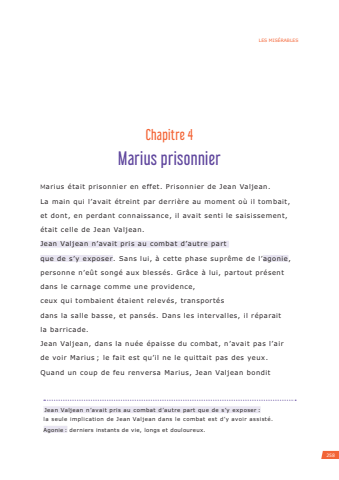 LES MISÉRABLES
Chapitre 4
Marius prisonnier
Marius était prisonnier en effet. Prisonnier de Jean Valjean.
La main qui l'avait étreint par derrière au moment où il tombait,
et dont, en perdant connaissance, il avait senti le saisissement,
était celle de Jean Valjean.
Jean Valjean n'avait pris au combat d'autre part
que de s'y exposer. Sans lui, à cette phase suprême de l'agonie,
personne n'eût songé aux blessés. Grâce à lui, partout présent
dans le carnage comme une providence,
ceux qui tombaient étaient relevés, transportés
dans la salle basse, et pansés. Dans les intervalles, il réparait
la barricade.
Jean Valjean, dans la nuée épaisse du combat, n'avait pas l'air
de voir Marius ; le fait est qu'il ne le quittait pas des yeux.
Quand un coup de feu renversa Marius, Jean Valjean bondit
Jean Valjean n'avait pris au combat d'autre part que de s'y exposer :
la seule implication de Jean Valjean dans le combat est d'y avoir assisté.
Agonie : derniers instants de vie, longs et douloureux.